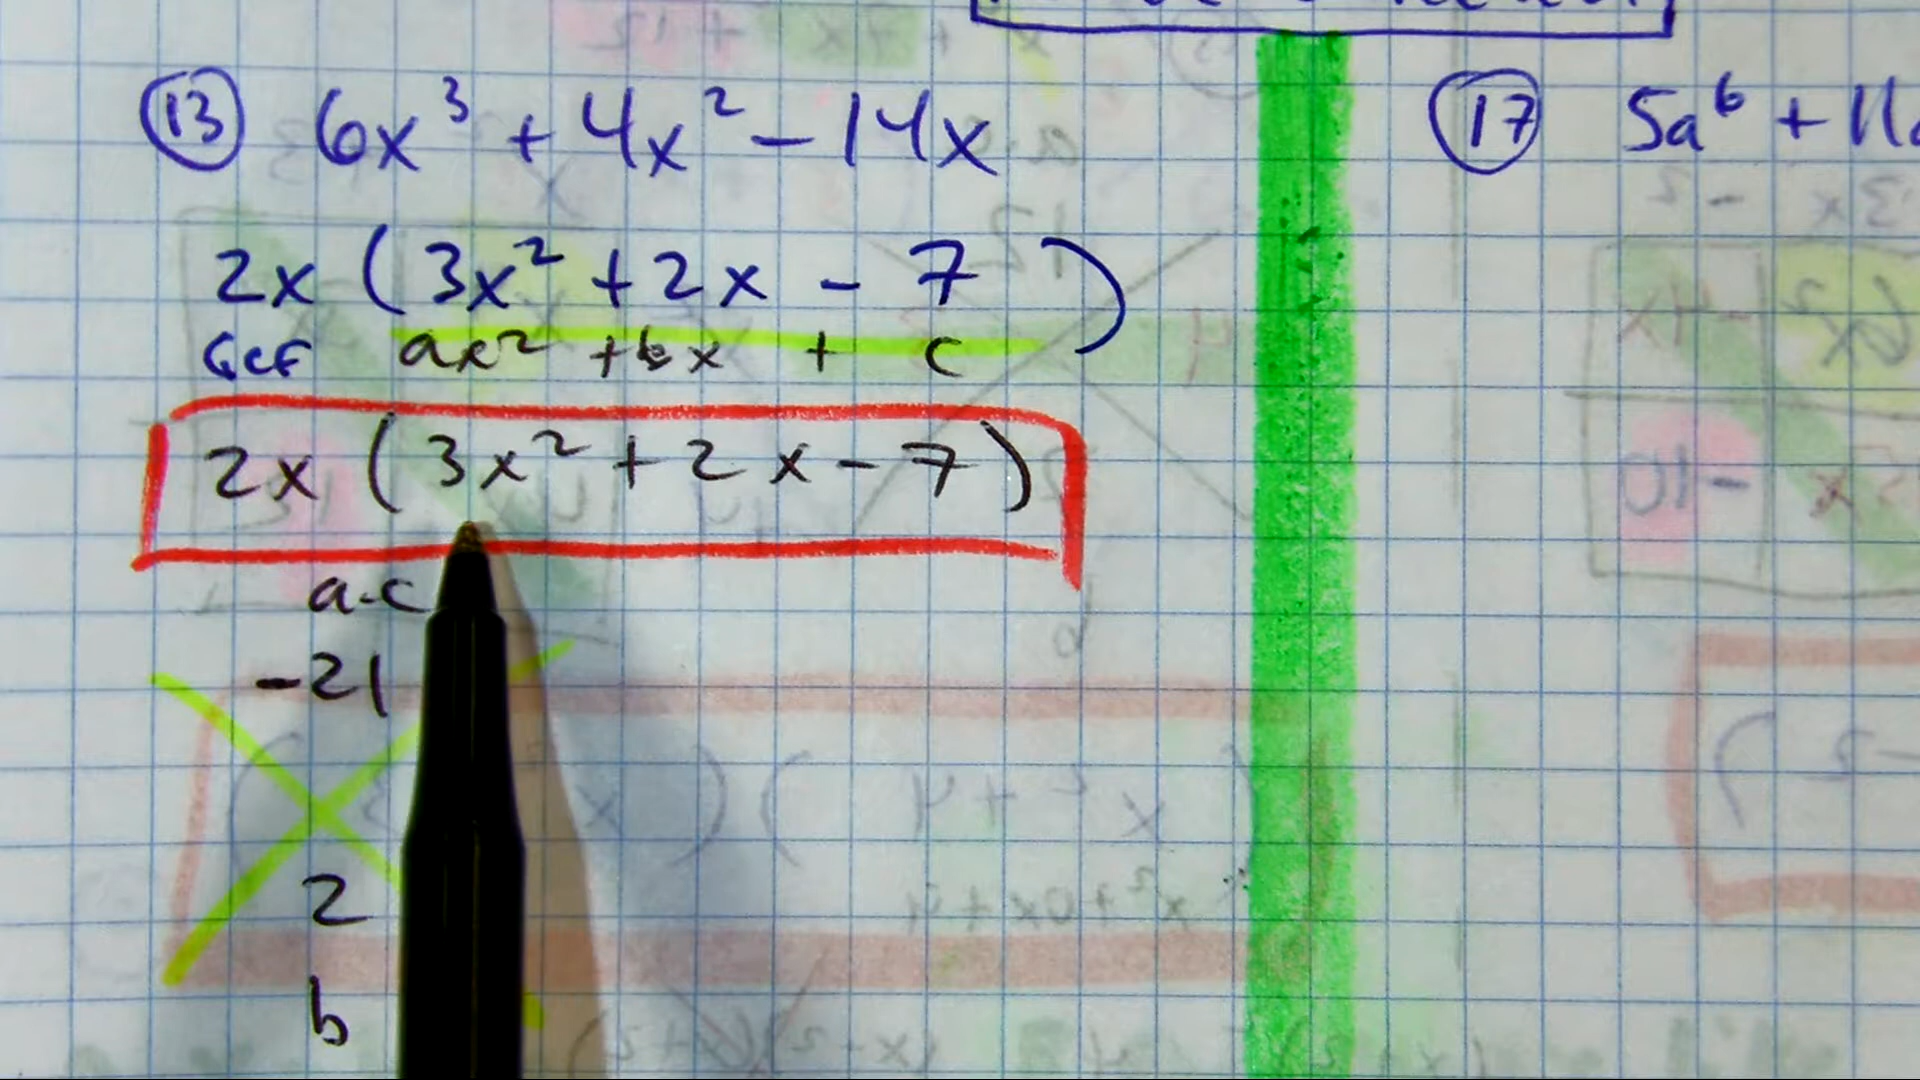 ⑬ 6x³ + 4x² - 14x
2x (3x² + 2x - 7)
GCF ax² + bx + c
2x (3x² + 2x - 7)
a·c
-21
2
b
⑰ 5a⁶ + 11